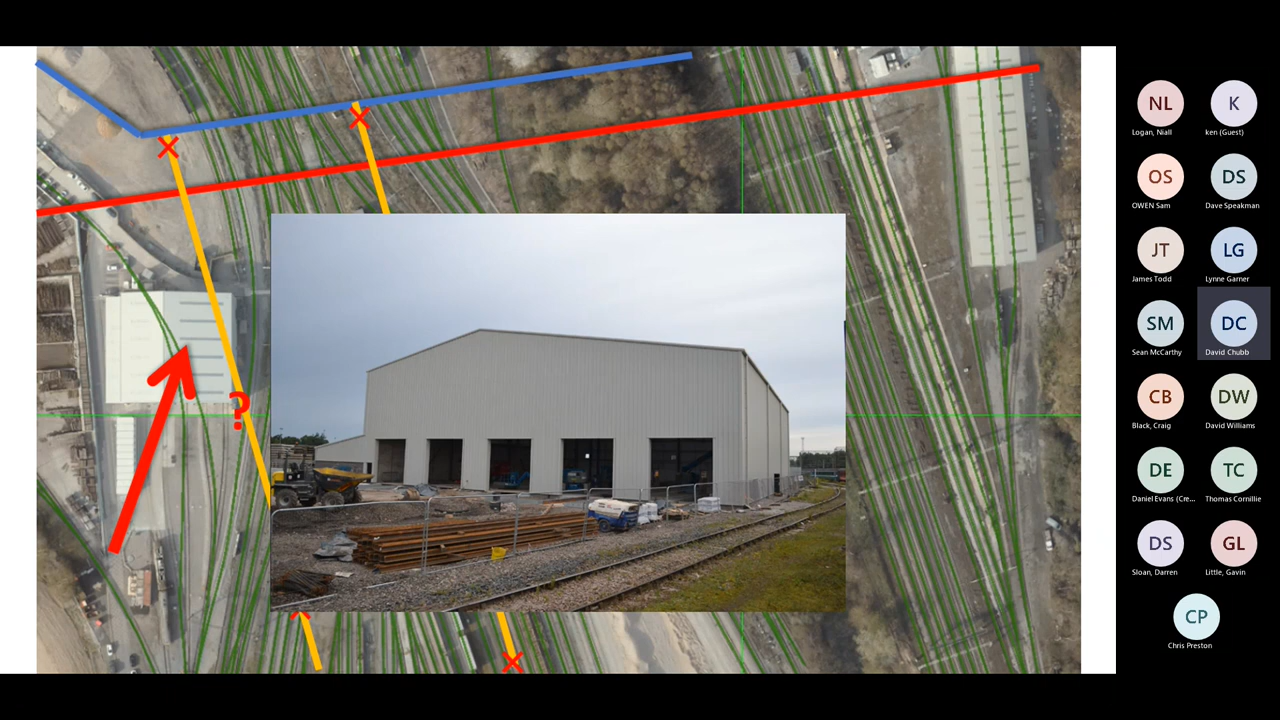 ?
NL
K
Logan, Niall
ken (Guest)
OS
DS
OWEN Sam
Dave Speakman
JT
LG
James Todd
Lynne Garner
SM
DC
Sean McCarthy
David Chubb
CB
DW
Black, Craig
David Williams
DE
TC
Daniel Evans (Cre...
Thomas Cornillie
DS
GL
Sloan, Darren
Little, Gavin
CP
Chris Preston